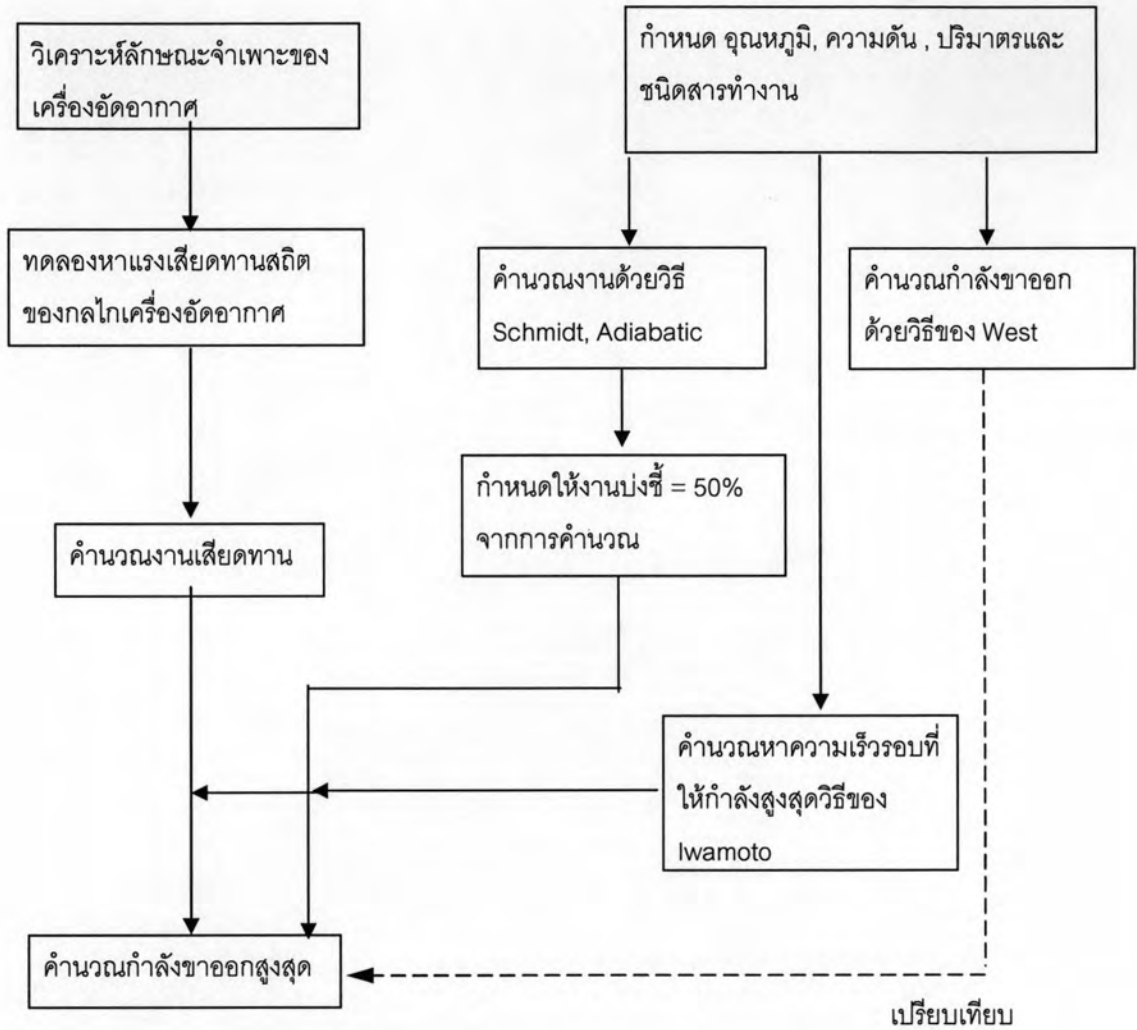 วิเคราะห์ลักษณะจำเพาะของ
เครื่องอัดอากาศ
กำหนด อุณหภูมิ, ความดัน , ปริมาตรและ
ชนิดสารทำงาน
ทดลองหาแรงเสียดทานสถิต
ของกลไกเครื่องอัดอากาศ
คำนวณงานด้วยวิธี
Schmidt, Adiabatic
คำนวณกำลังขาออก
ด้วยวิธีของ West
กำหนดให้งานบ่งชี้ = 50%
จากการคำนวณ
คำนวณงานเสียดทาน
คำนวณหาความเร็วรอบที่
ให้กำลังสูงสุดวิธีของ
Iwamoto
คำนวณกำลังขาออกสูงสุด
เปรียบเทียบ